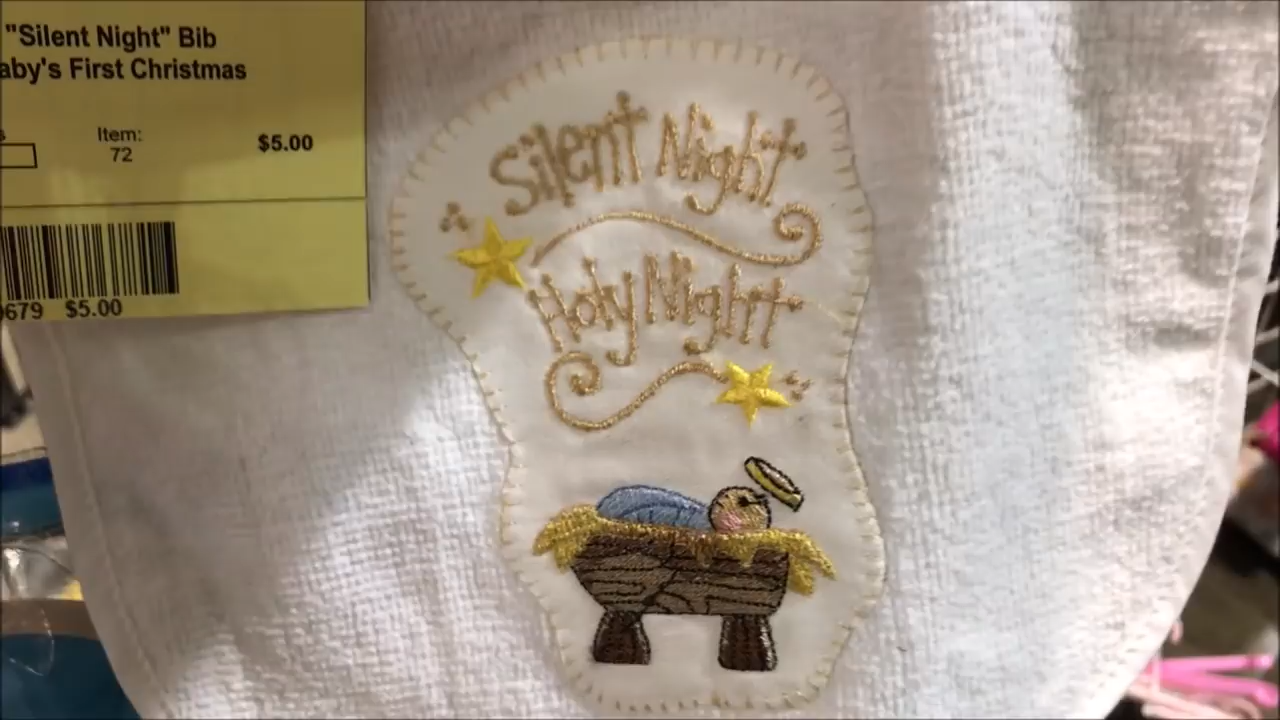 "Silent Night" Bib
aby's First Christmas
Item:
72
$5.00
679 $5.00
Silent Night
Holy Night